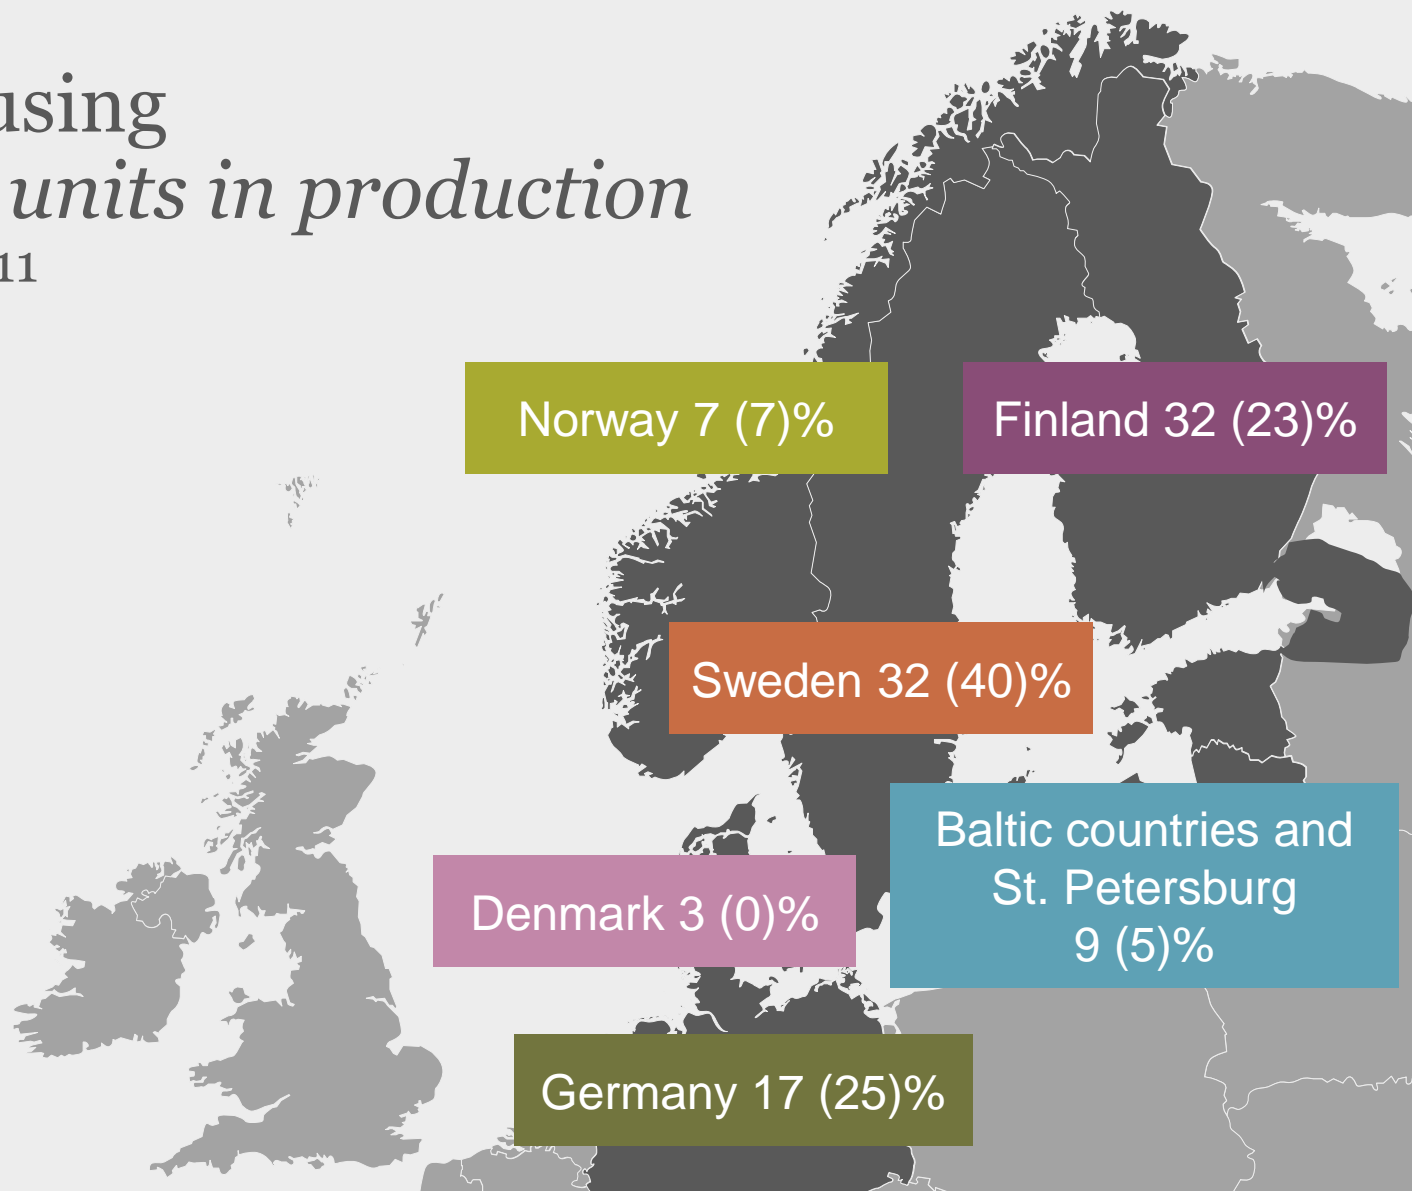 using
units in production
11
Norway 7 (7)%
Finland 32 (23)%
Sweden 32 (40)%
Baltic countries and
St. Petersburg
9 (5)%
Denmark 3 (0)%
Germany 17 (25)%